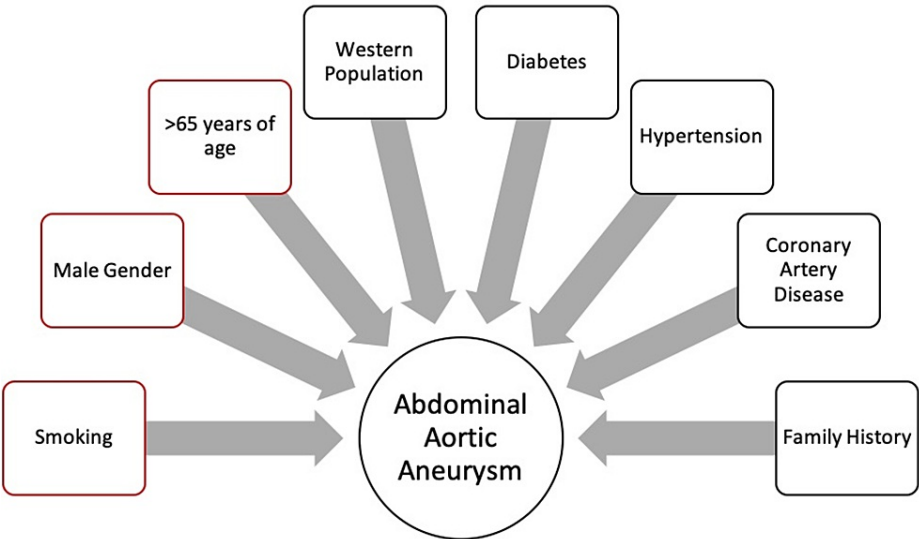 Western
Population
Diabetes
>65 years of
age
Hypertension
Male Gender
Coronary
Artery
Disease
Smoking
Abdominal
Aortic
Aneurysm
Family History